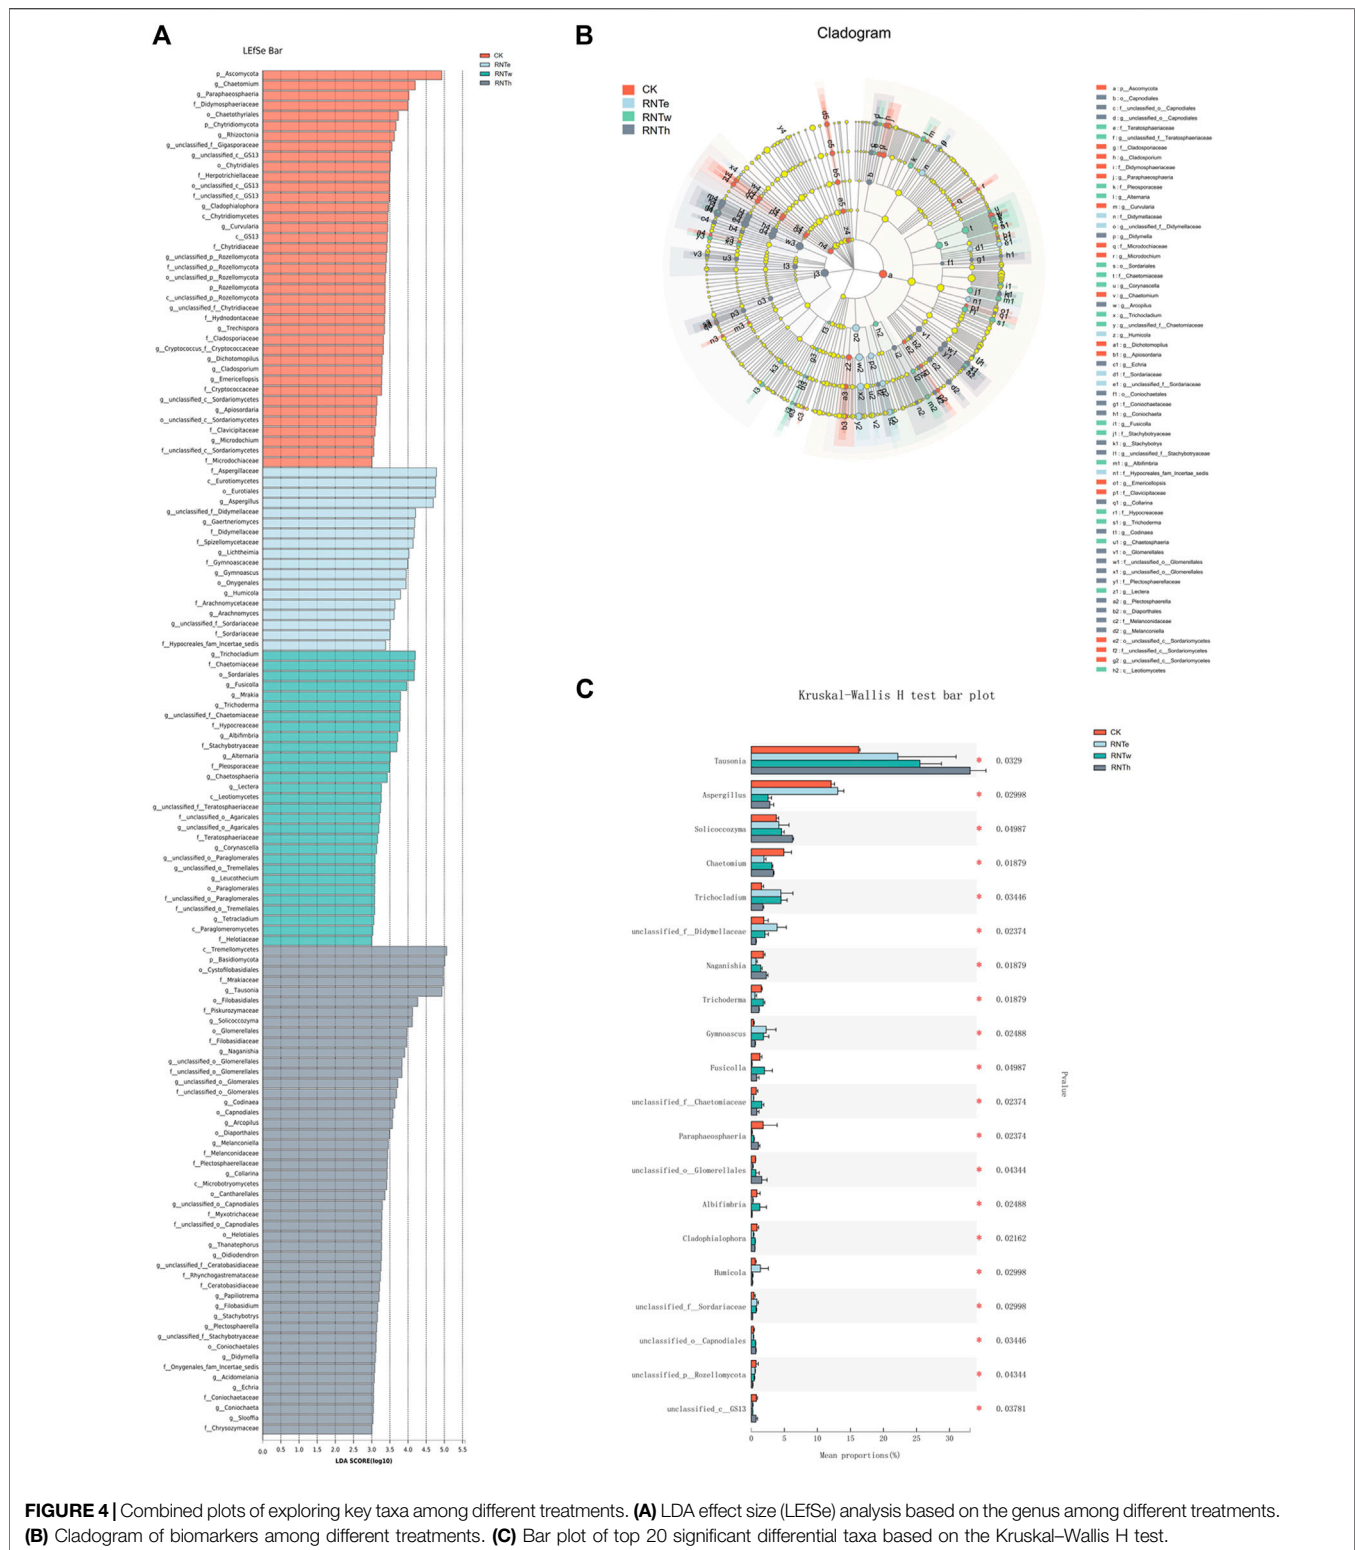 A
LEfSe Bar
CK
RNTe
RNTw
RNTh
p__Ascomycota
g__Chaetomium
g__Paraphaeosphaeria
f__Didymosphaeriaceae
o__Chaetothyriales
p__Chytridiomycota
g__Rhizoctonia
g__unclassified_f__Gigasporaceae
g__unclassified_c__GS13
o__Chytridiales
f__Herpotrichiellaceae
o__unclassified_c__GS13
f__unclassified_c__GS13
g__Cladophialophora
c__Chytridiomycetes
g__Curvularia
c__GS13
f__Chytridiaceae
g__unclassified_p__Rozellomycota
f__unclassified_p__Rozellomycota
o__unclassified_p__Rozellomycota
p__Rozellomycota
c__unclassified_p__Rozellomycota
g__unclassified_f__Chytridiaceae
f__Hydnodontaceae
g__Trechispora
f__Cladosporiaceae
g__Cryptococcus_f__Cryptococcaceae
g__Dichotomopilus
g__Cladosporium
g__Emericellopsis
f__Cryptococcaceae
g__unclassified_c__Sordariomycetes
g__Apiosordaria
o__unclassified_c__Sordariomycetes
f__Clavicipitaceae
g__Microdochium
f__unclassified_c__Sordariomycetes
f__Microdochiaceae
f__Aspergillaceae
c__Eurotiomycetes
o__Eurotiales
g__Aspergillus
g__unclassified_f__Didymellaceae
g__Gaertneriomyces
f__Didymellaceae
f__Spizellomycetaceae
g__Lichtheimia
f__Gymnoascaceae
g__Gymnoascus
o__Onygenales
g__Humicola
f__Arachnomycetaceae
g__Arachnomyces
g__unclassified_f__Sordariaceae
f__Sordariaceae
f__Hypocreales_fam_Incertae_sedis
g__Trichocladium
f__Chaetomiaceae
o__Sordariales
g__Fusicolla
g__Mrakia
g__Trichoderma
g__unclassified_f__Chaetomiaceae
f__Hypocreaceae
g__Albifimbria
f__Stachybotryaceae
g__Alternaria
f__Pleosporaceae
g__Chaetosphaeria
g__Lectera
c__Leotiomycetes
g__unclassified_f__Teratosphaeriaceae
f__unclassified_o__Agaricales
g__unclassified_o__Agaricales
f__Teratosphaeriaceae
g__Corynascella
g__unclassified_o__Paraglomerales
g__unclassified_o__Tremellales
g__Leucothecium
o__Paraglomerales
f__unclassified_o__Paraglomerales
f__unclassified_o__Tremellales
g__Tetracladium
c__Paraglomeromycetes
f__Helotiaceae
c__Tremellomycetes
p__Basidiomycota
o__Cystofilobasidiales
f__Mrakiaceae
g__Tausonia
o__Filobasidiales
f__Piskurozymaceae
g__Solicoccozyma
o__Glomerellales
f__Filobasidiaceae
g__Naganishia
g__unclassified_o__Glomerellales
f__unclassified_o__Glomerellales
g__unclassified_o__Glomerales
f__unclassified_o__Glomerales
g__Codinaea
o__Capnodiales
g__Arcopilus
o__Diaporthales
g__Melanconiella
f__Melanconidaceae
f__Plectosphaerellaceae
g__Collarina
c__Microbotryomycetes
o__Cantharellales
g__unclassified_o__Capnodiales
f__Myxotrichaceae
f__unclassified_o__Capnodiales
o__Helotiales
g__Thanatephorus
g__Oidiodendron
g__unclassified_f__Ceratobasidiaceae
f__Rhynchogastremataceae
f__Ceratobasidiaceae
g__Papiliotrema
g__Filobasidium
g__Stachybotrys
g__Plectosphaerella
g__unclassified_f__Stachybotryaceae
o__Coniochaetales
g__Didymella
f__Onygenales_fam_Incertae_sedis
g__Acidomelania
g__Echria
f__Coniochaetaceae
g__Coniochaeta
g__Slooffia
f__Chrysozymaceae
0.0 0.5 1.0 1.5 2.0 2.5 3.0 3.5 4.0 4.5 5.0 5.5
LDA SCORE(log10)
B
Cladogram
CK
RNTe
RNTw
RNTh
a : p__Ascomycota
b : o__Capnodiales
c : f__unclassified_o__Capnodiales
d : g__unclassified_o__Capnodiales
e : f__Teratosphaeriaceae
f : g__unclassified_f__Teratosphaeriaceae
g : f__Cladosporiaceae
h : g__Cladosporium
i : f__Didymosphaeriaceae
j : g__Paraphaeosphaeria
k : f__Pleosporaceae
l : g__Alternaria
m : g__Curvularia
n : f__Didymellaceae
o : g__unclassified_f__Didymellaceae
p : g__Didymella
q : f__Microdochiaceae
r : g__Microdochium
s : o__Sordariales
t : f__Chaetomiaceae
u : g__Corynascella
v : g__Chaetomium
w : g__Arcopilus
x : g__Trichocladium
y : g__unclassified_f__Chaetomiaceae
z : g__Humicola
a1 : g__Dichotomopilus
b1 : g__Apiosordaria
c1 : g__Echria
d1 : f__Sordariaceae
e1 : g__unclassified_f__Sordariaceae
f1 : o__Coniochaetales
g1 : f__Coniochaetaceae
h1 : g__Coniochaeta
i1 : g__Fusicolla
j1 : f__Stachybotryaceae
k1 : g__Stachybotrys
l1 : g__unclassified_f__Stachybotryaceae
m1 : g__Albifimbria
n1 : f__Hypocreales_fam_Incertae_sedis
o1 : g__Emericellopsis
p1 : f__Clavicipitaceae
q1 : g__Collarina
r1 : f__Hypocreaceae
s1 : g__Trichoderma
t1 : g__Codinaea
u1 : g__Chaetosphaeria
v1 : o__Glomerellales
w1 : f__unclassified_o__Glomerellales
x1 : g__unclassified_o__Glomerellales
y1 : f__Plectosphaerellaceae
z1 : g__Lectera
a2 : g__Plectosphaerella
b2 : o__Diaporthales
c2 : f__Melanconidaceae
d2 : g__Melanconiella
e2 : o__unclassified_c__Sordariomycetes
f2 : f__unclassified_c__Sordariomycetes
g2 : g__unclassified_c__Sordariomycetes
h2 : c__Leotiomycetes
C
Kruskal-Wallis H test bar plot
CK
RNTe
RNTw
RNTh
Tausonia * 0.0329
Aspergillus * 0.02998
Solicoccozyma * 0.04987
Chaetomium * 0.01879
Trichocladium * 0.03446
unclassified_f__Didymellaceae * 0.02374
Naganishia * 0.01879
Trichoderma * 0.01879
Gymnoascus * 0.02488
Fusicolla * 0.04987
unclassified_f__Chaetomiaceae * 0.02374
Paraphaeosphaeria * 0.02374
unclassified_o__Glomerellales * 0.04344
Albifimbria * 0.02488
Cladophialophora * 0.02162
Humicola * 0.02998
unclassified_f__Sordariaceae * 0.02998
unclassified_o__Capnodiales * 0.03446
unclassified_p__Rozellomycota * 0.04344
unclassified_c__GS13 * 0.03781
Pvalue
0 5 10 15 20 25 30
Mean proportions(%)
FIGURE 4 | Combined plots of exploring key taxa among different treatments. (A) LDA effect size (LEfSe) analysis based on the genus among different treatments.
(B) Cladogram of biomarkers among different treatments. (C) Bar plot of top 20 significant differential taxa based on the Kruskal–Wallis H test.